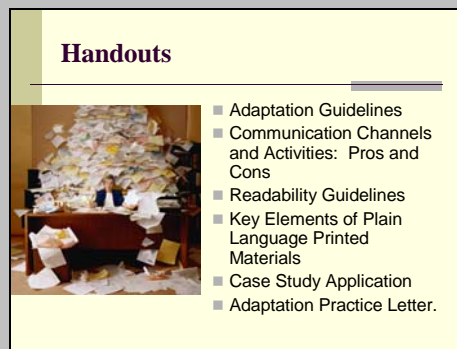 Handouts
Adaptation Guidelines
Communication Channels
and Activities: Pros and
Cons
Readability Guidelines
Key Elements of Plain
Language Printed
Materials
Case Study Application
Adaptation Practice Letter.